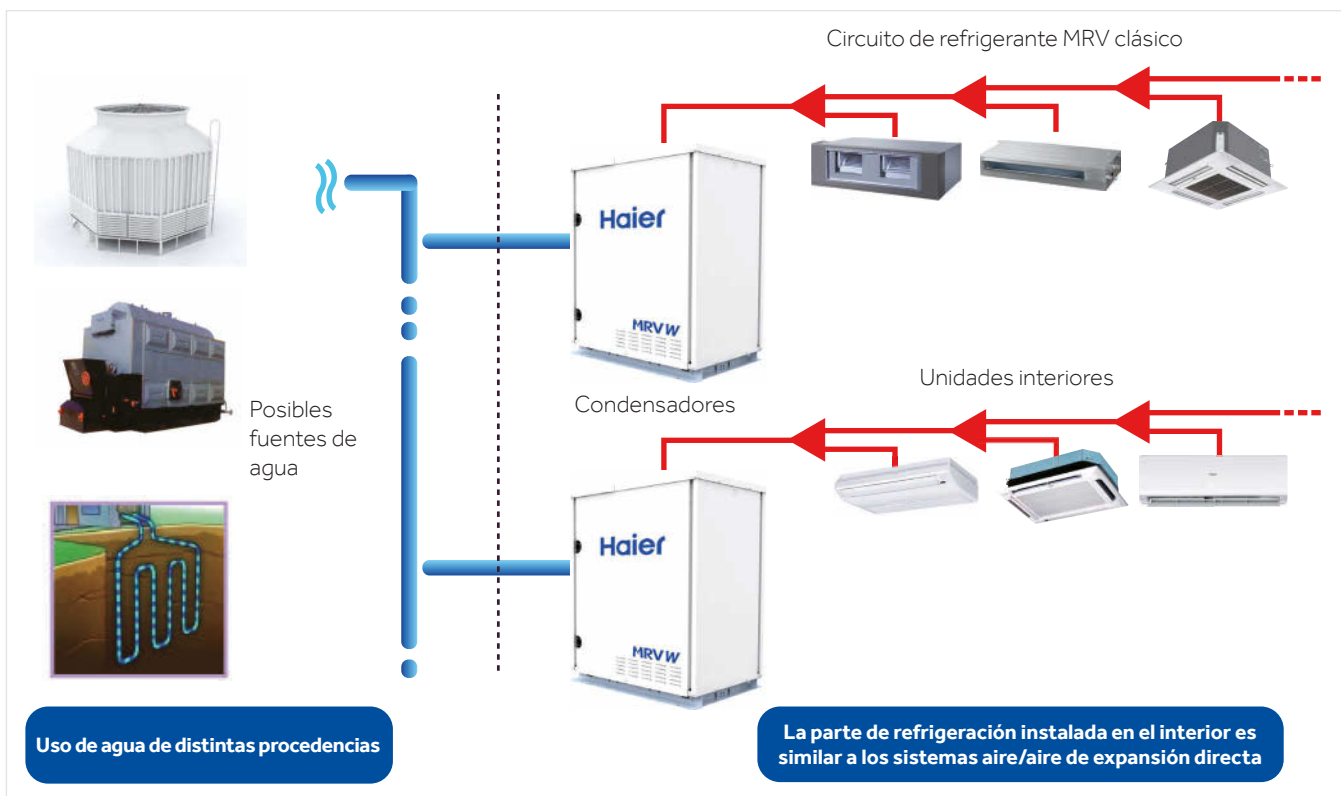 Circuito de refrigerante MRV clásico
Haier
MRV W
Posibles
fuentes de
agua
Condensadores
Unidades interiores
Haier
MRV W
Uso de agua de distintas procedencias
La parte de refrigeración instalada en el interior es
similar a los sistemas aire/aire de expansión directa